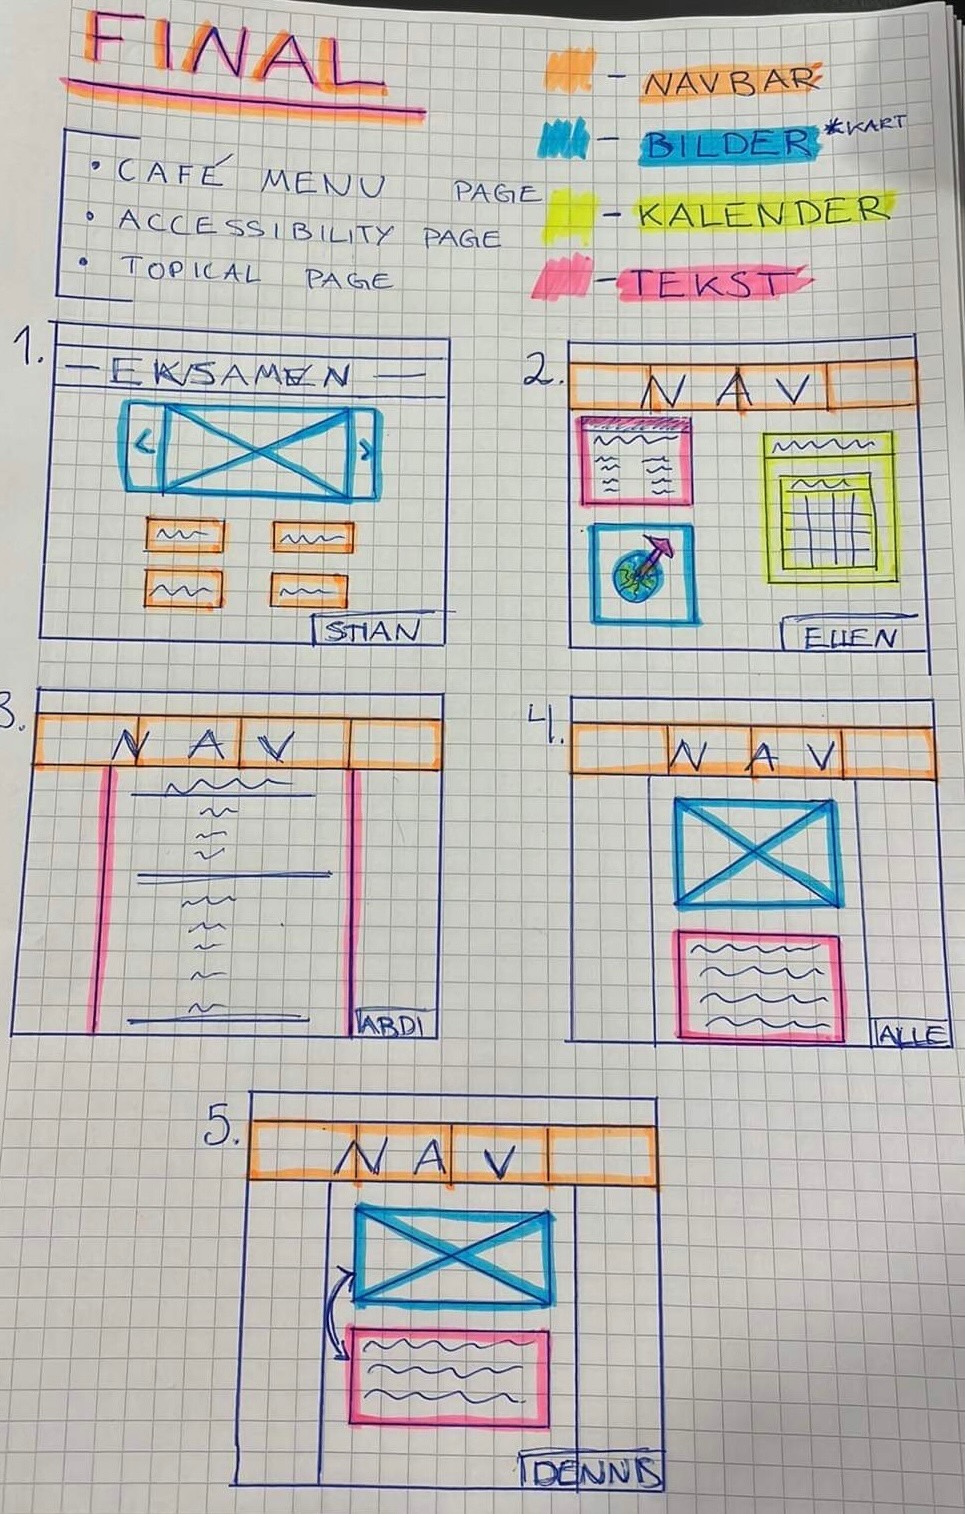 FINAL
• CAFÉ MENU PAGE
• ACCESSIBILITY PAGE
• TOPICAL PAGE
- NAVBAR
- BILDER *KART
- KALENDER
- TEKST
1.
— EKSAMEN —
< >
STIAN
2.
NAV
ELLEN
3.
NAV
ABDI
4.
NAV
ALLE
5.
NAV
DENNIS